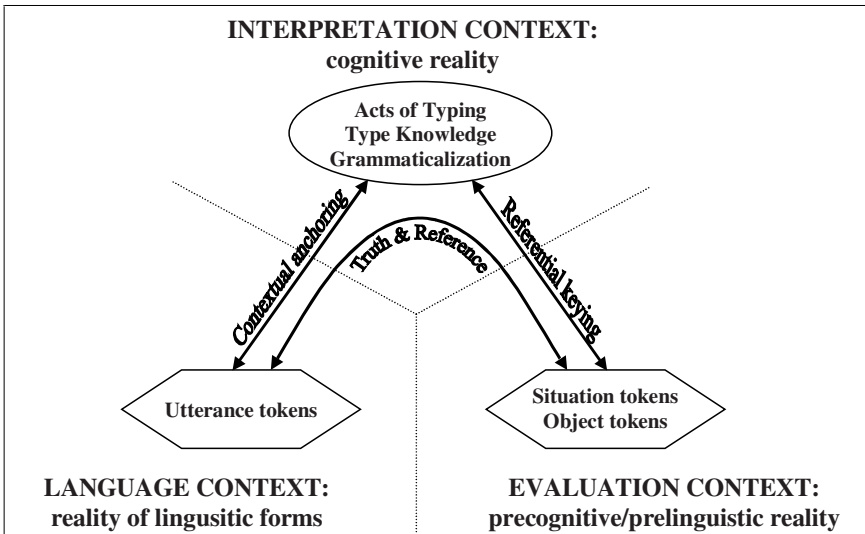 INTERPRETATION CONTEXT:
cognitive reality
Acts of Typing
Type Knowledge
Grammaticalization
Contextual anchoring
Truth & Reference
Referential keying
Utterance tokens
Situation tokens
Object tokens
LANGUAGE CONTEXT:
reality of lingusitic forms
EVALUATION CONTEXT:
precognitive/prelinguistic reality